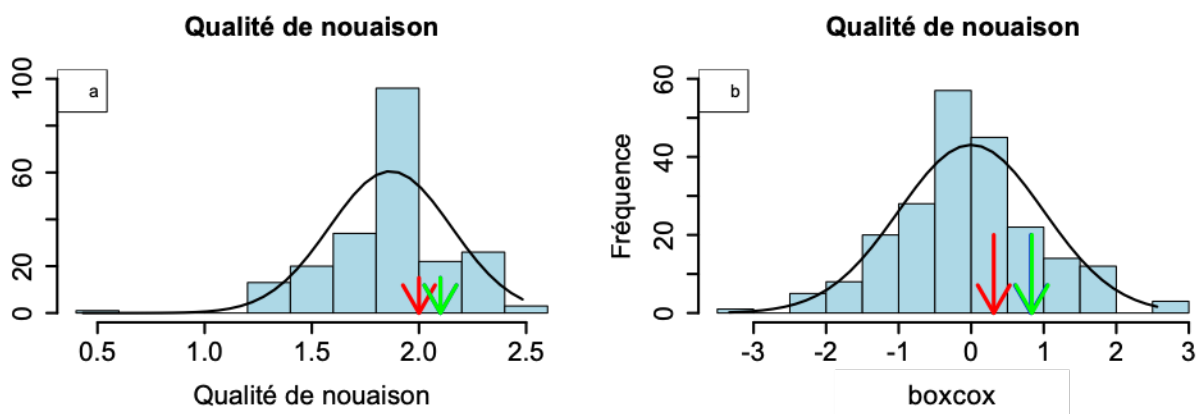 Qualité de nouaison
a
100
60
20
0
0.5 1.0 1.5 2.0 2.5
Qualité de nouaison
Qualité de nouaison
b
Fréquence
60
40
20
0
-3 -2 -1 0 1 2 3
boxcox